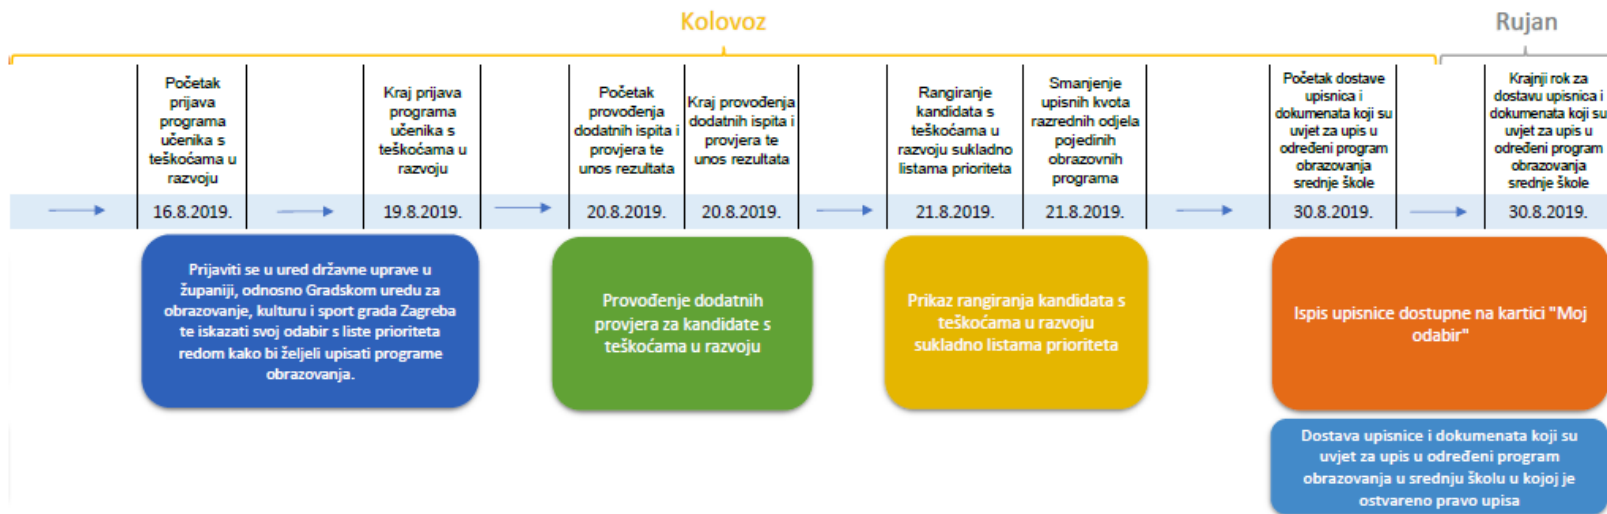 Kolovoz
Rujan
Početak
prijava
programa
učenika s
teškoćama u
razvoju
Kraj prijava
programa
učenika s
teškoćama u
razvoju
Početak
provođenja
dodatnih ispita i
provjera te
unos rezultata
Kraj provođenja
dodatnih ispita i
provjera te
unos rezultata
Rangiranje
kandidata s
teškoćama u
razvoju sukladno
listama prioriteta
Smanjenje
upisnih kvota
razrednih odjela
pojedinih
obrazovnih
programa
Početak dostave
upisnica i
dokumenata koji su
uvjet za upis u
određeni program
obrazovanja
srednje škole
Krajnji rok za
dostavu upisnica i
dokumenata koji su
uvjet za upis u
određeni program
obrazovanja
srednje škole
16.8.2019.
19.8.2019.
20.8.2019.
20.8.2019.
21.8.2019.
21.8.2019.
30.8.2019.
30.8.2019.
Prijaviti se u ured državne uprave u
županiji, odnosno Gradskom uredu za
obrazovanje, kulturu i sport grada Zagreba
te iskazati svoj odabir s liste prioriteta
redom kako bi željeli upisati programe
obrazovanja.
Provođenje dodatnih
provjera za kandidate s
teškoćama u razvoju
Prikaz rangiranja kandidata s
teškoćama u razvoju
sukladno listama prioriteta
Ispis upisnice dostupne na kartici "Moj
odabir"
Dostava upisnice i dokumenata koji su
uvjet za upis u određeni program
obrazovanja u srednju školu u kojoj je
ostvareno pravo upisa